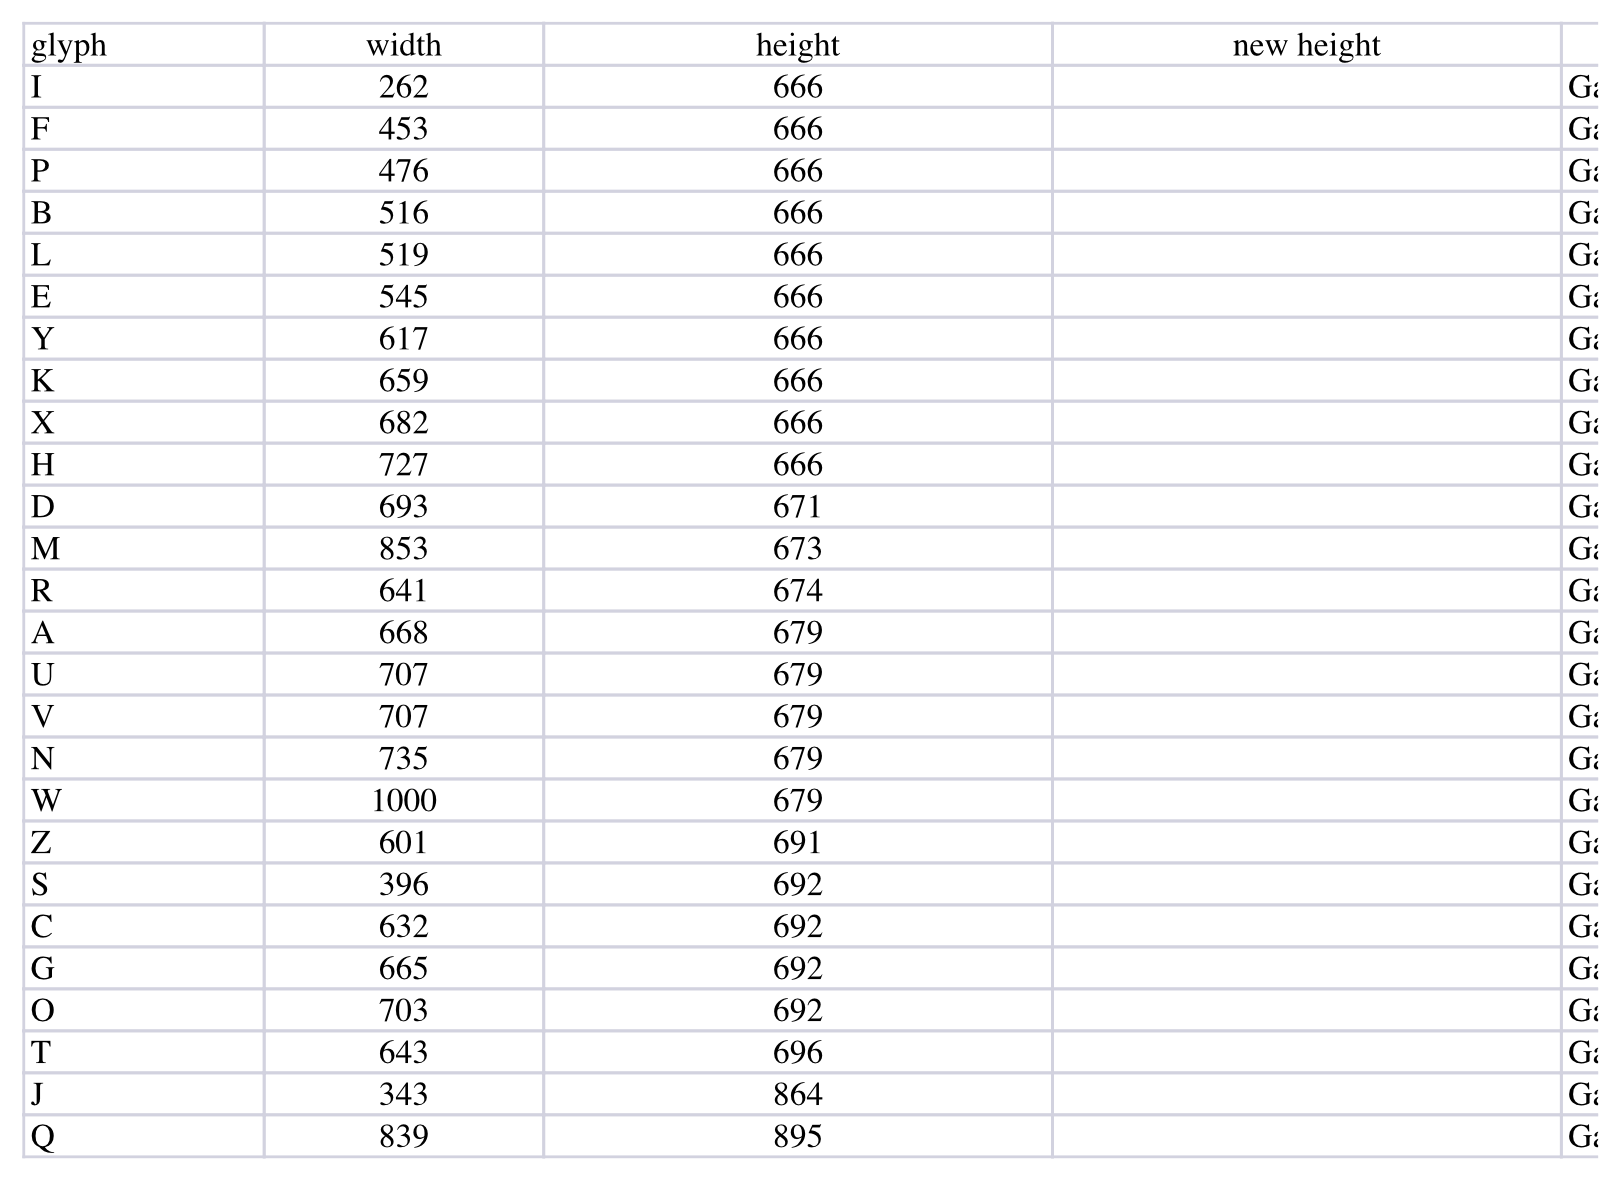 glyph width height new height
I 262 666 Ga
F 453 666 Ga
P 476 666 Ga
B 516 666 Ga
L 519 666 Ga
E 545 666 Ga
Y 617 666 Ga
K 659 666 Ga
X 682 666 Ga
H 727 666 Ga
D 693 671 Ga
M 853 673 Ga
R 641 674 Ga
A 668 679 Ga
U 707 679 Ga
V 707 679 Ga
N 735 679 Ga
W 1000 679 Ga
Z 601 691 Ga
S 396 692 Ga
C 632 692 Ga
G 665 692 Ga
O 703 692 Ga
T 643 696 Ga
J 343 864 Ga
Q 839 895 Ga